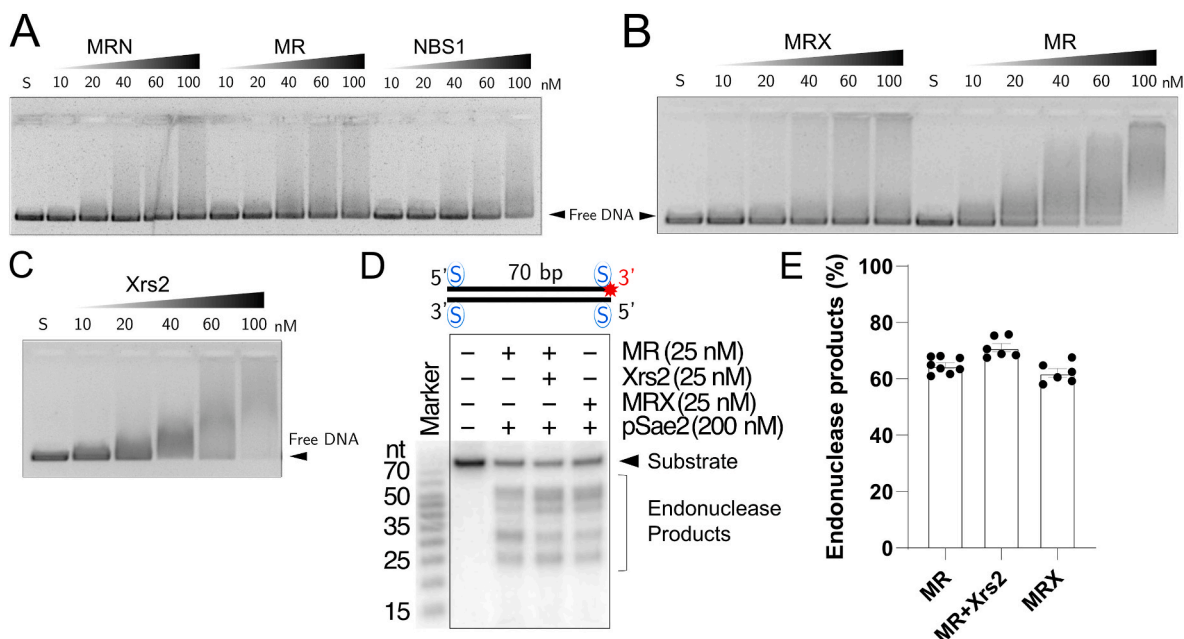 A
MRN MR NBS1
S 10 20 40 60 100 10 20 40 60 100 10 20 40 60 100 nM
Free DNA
B
MRX MR
S 10 20 40 60 100 S 10 20 40 60 100 nM
C
Xrs2
S 10 20 40 60 100 nM
Free DNA
D
5’ S 70 bp S 3’
3’ S S 5’
Marker
– + + – MR (25 nM)
– – + – Xrs2 (25 nM)
– – – + MRX (25 nM)
– + + + pSae2 (200 nM)
nt
70
50
35
25
15
Substrate
Endonuclease
Products
E
Endonuclease products (%)
100
80
60
40
20
0
MR
MR+Xrs2
MRX